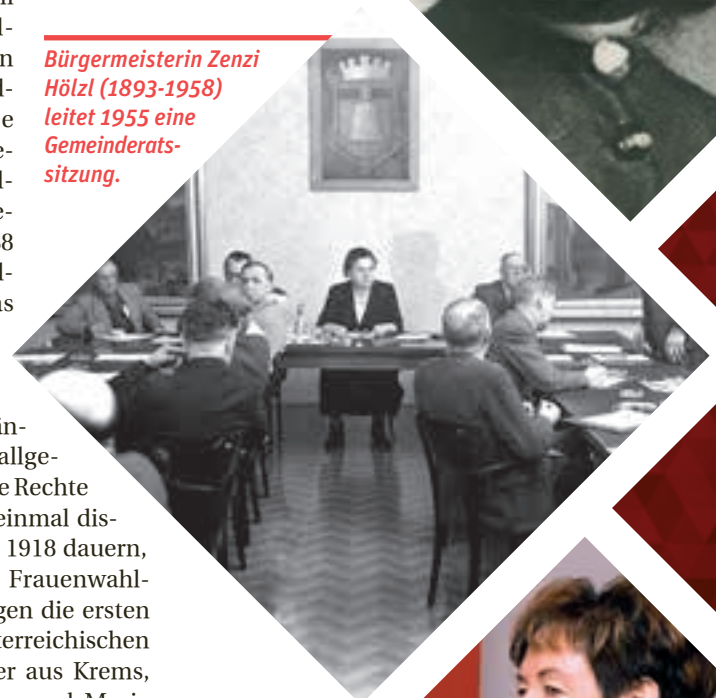 Bürgermeisterin Zenzi
Hölzl (1893-1958)
leitet 1955 eine
Gemeinderats-
sitzung.
än-
allge-
e Rechte
einmal dis-
1918 dauern,
Frauenwahl-
gen die ersten
terreichischen
er aus Krems,